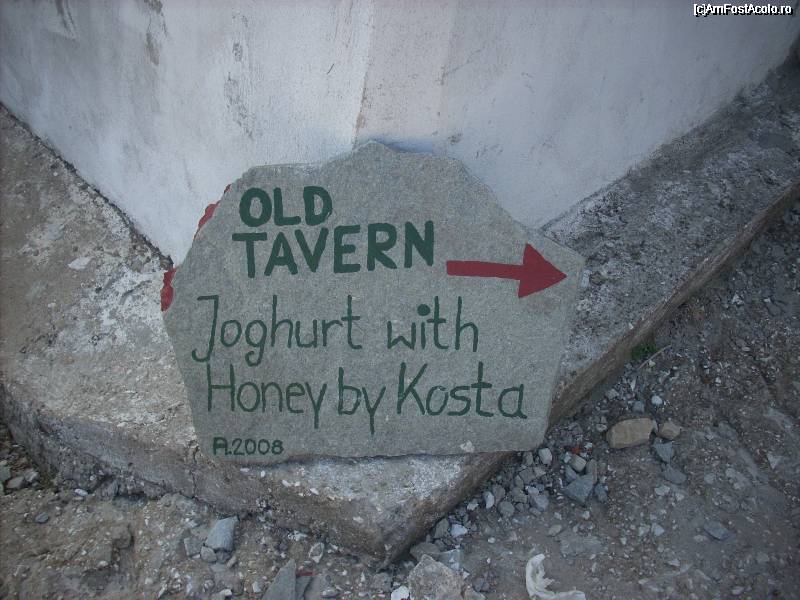 [c]AmFostAcolo.ro
OLD
TAVERN
Joghurt with
Honey by Kosta
A.2008